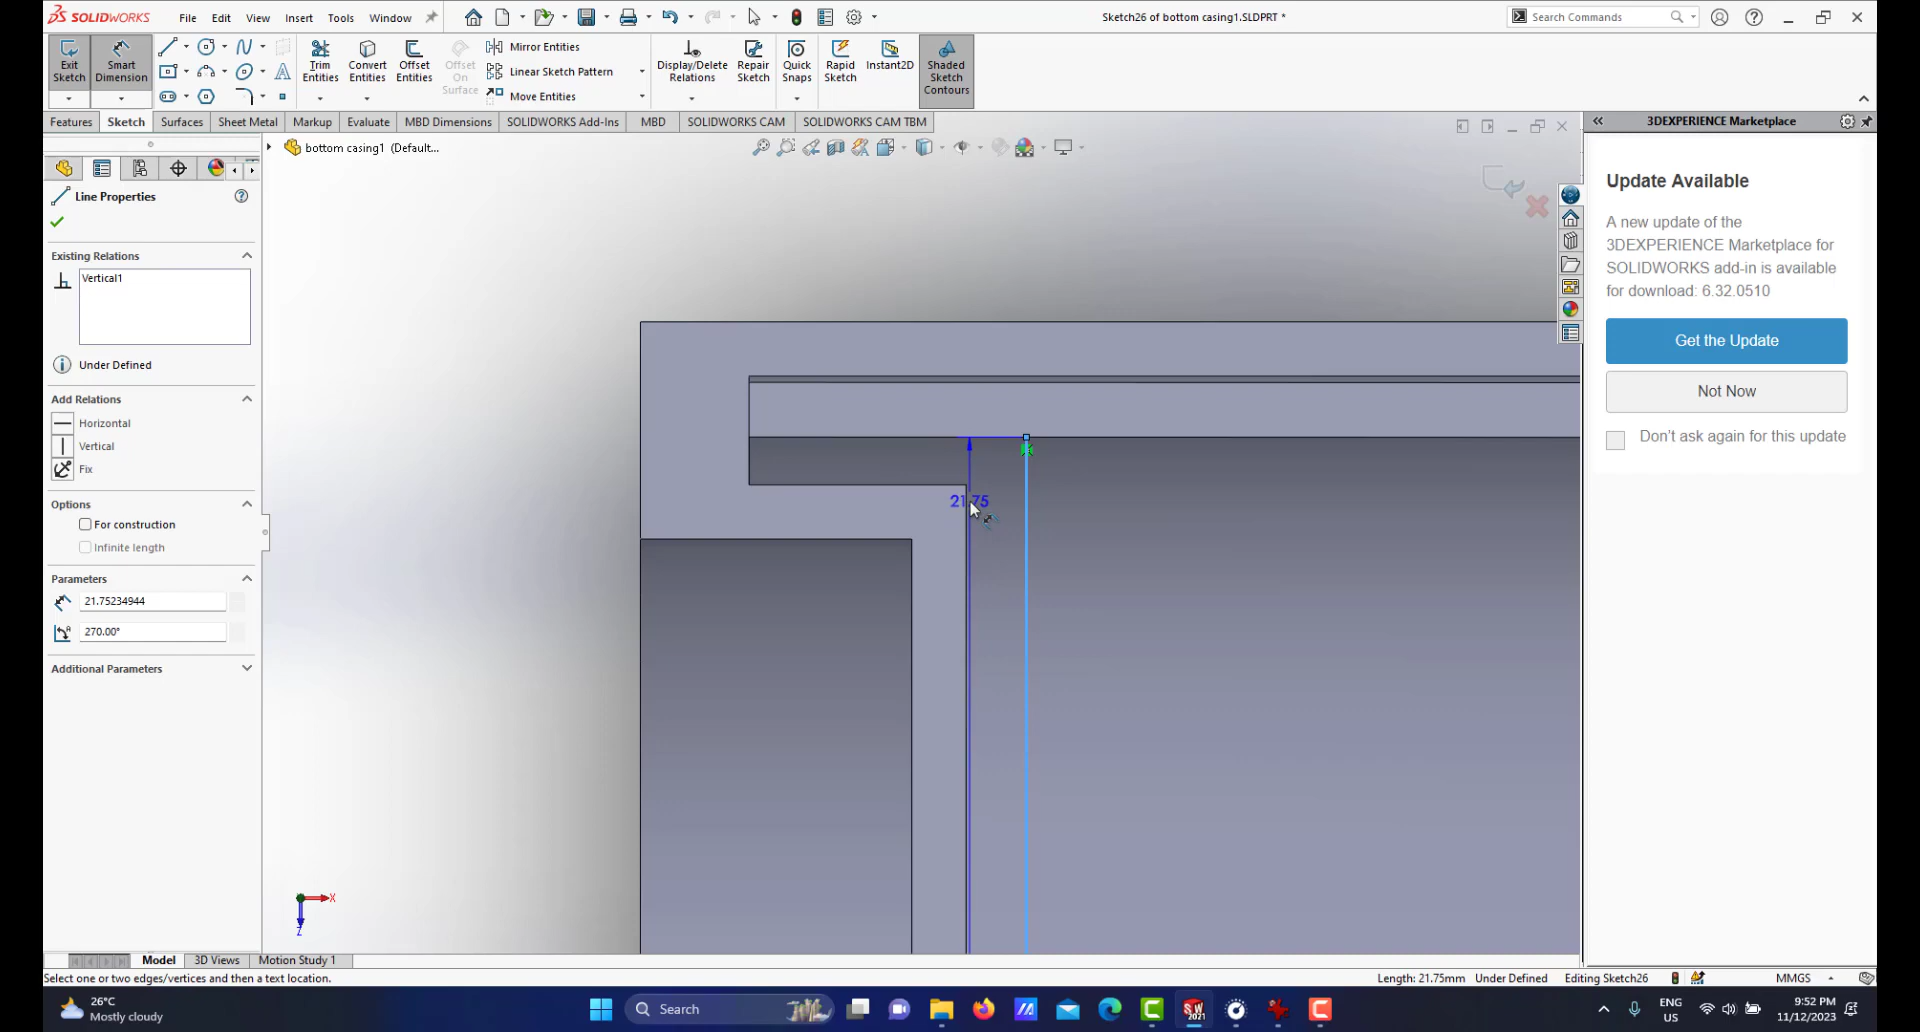 SOLIDWORKS File Edit View Insert Tools Window Sketch26 of bottom casing1.SLDPRT * Search Commands
Exit Sketch
Smart Dimension
Trim Entities
Convert Entities
Offset Entities
Offset On Surface
Mirror Entities
Linear Sketch Pattern
Move Entities
Display/Delete Relations
Repair Sketch
Quick Snaps
Rapid Sketch
Instant2D
Shaded Sketch Contours
Features Sketch Surfaces Sheet Metal Markup Evaluate MBD Dimensions SOLIDWORKS Add-Ins MBD SOLIDWORKS CAM SOLIDWORKS CAM TBM
3DEXPERIENCE Marketplace
bottom casing1 (Default...
Line Properties
Existing Relations
Vertical1
Under Defined
Add Relations
Horizontal
Vertical
Fix
Options
For construction
Infinite length
Parameters
21.75234944
270.00°
Additional Parameters
21.75
X
Z
Update Available
A new update of the
3DEXPERIENCE Marketplace for
SOLIDWORKS add-in is available
for download: 6.32.0510
Get the Update
Not Now
Don't ask again for this update
Model 3D Views Motion Study 1
Select one or two edges/vertices and then a text location.
Length: 21.75mm Under Defined Editing Sketch26 MMGS
26°C
Mostly cloudy
Search
SW
2021
ENG
US
9:52 PM
11/12/2023